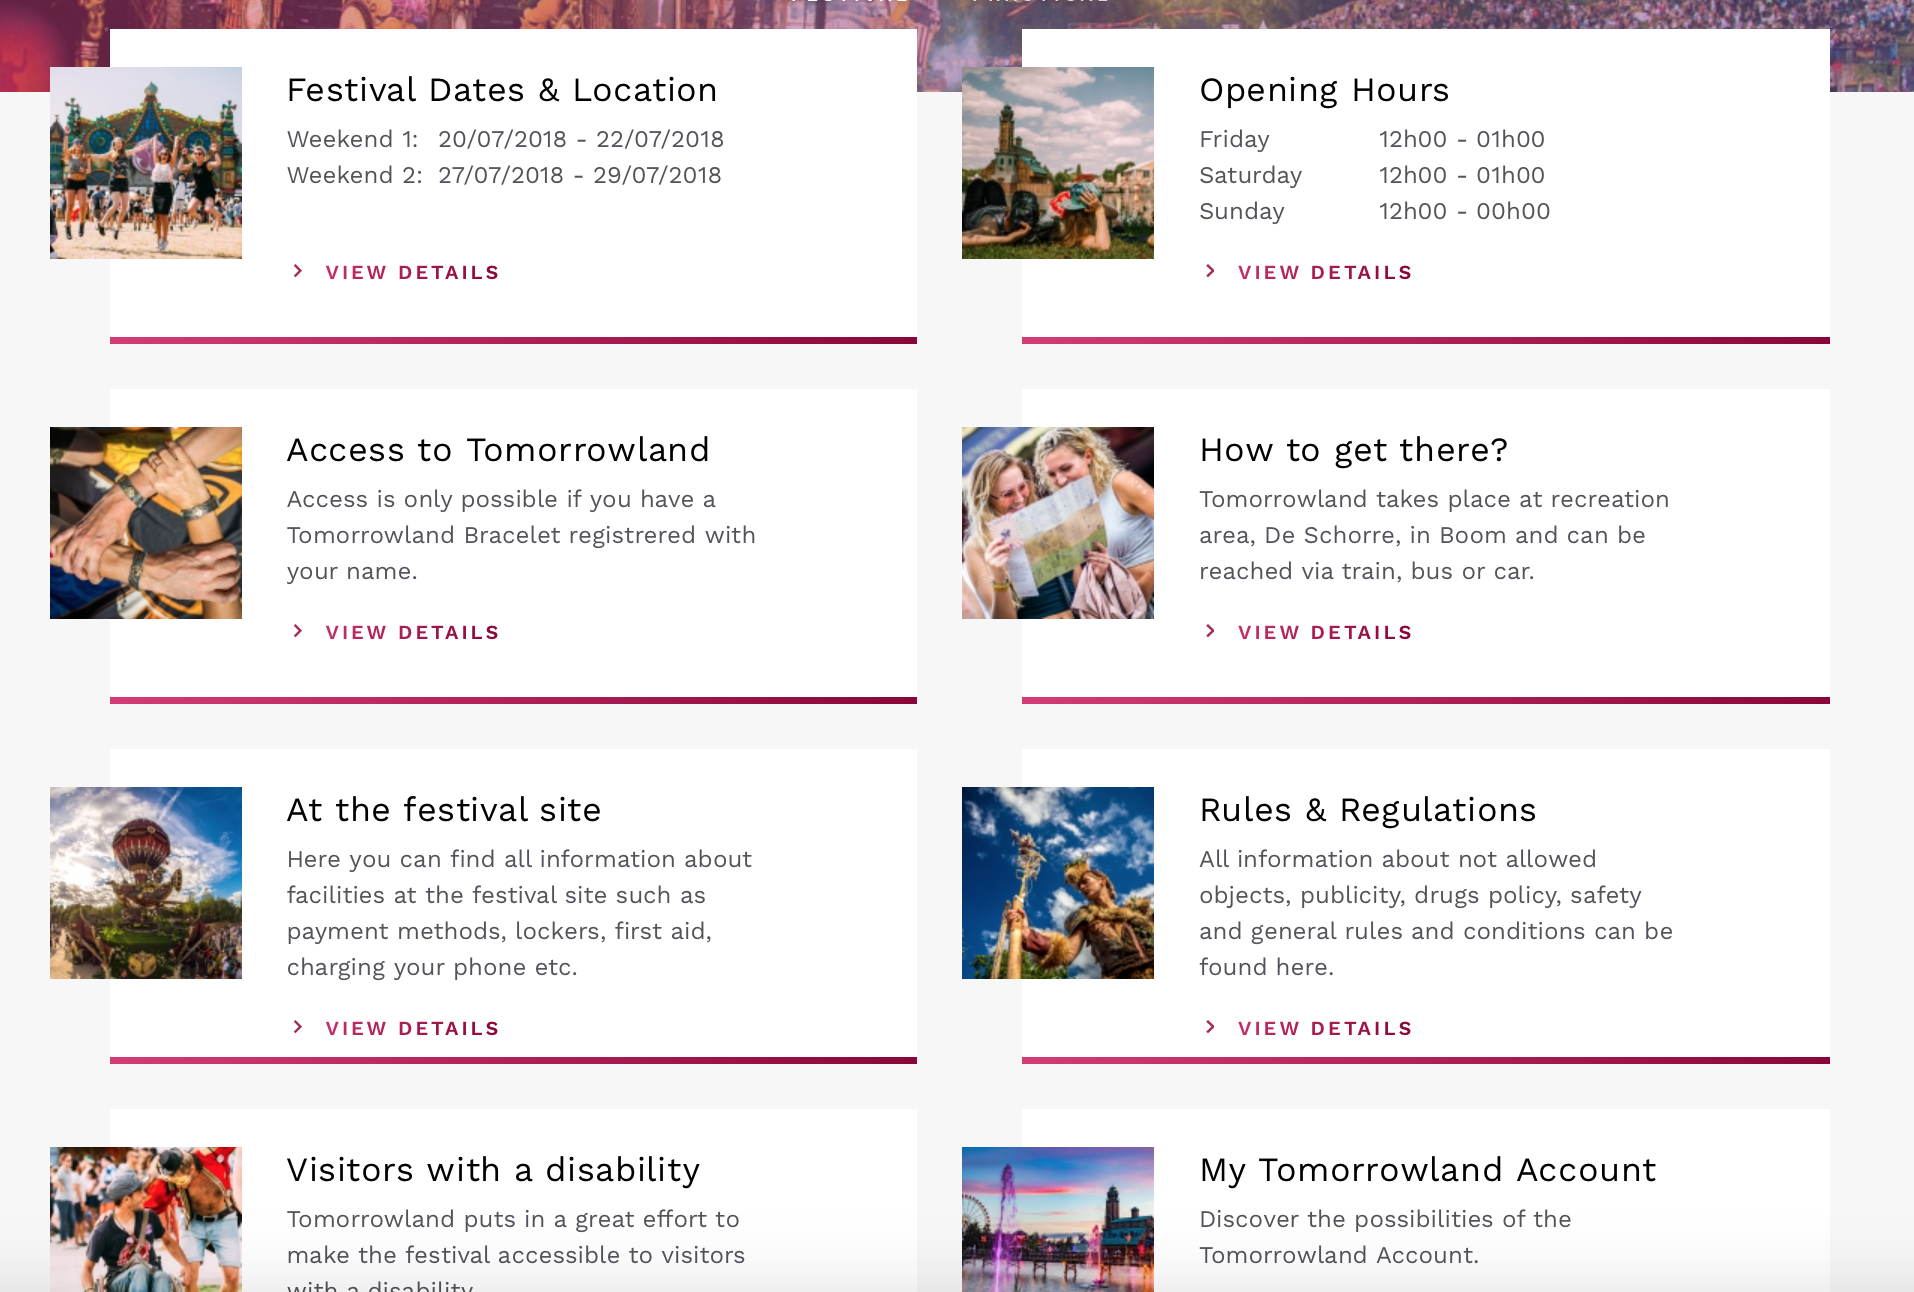 Festival Dates & Location
Weekend 1: 20/07/2018 - 22/07/2018
Weekend 2: 27/07/2018 - 29/07/2018
VIEW DETAILS
Opening Hours
Friday 12h00 - 01h00
Saturday 12h00 - 01h00
Sunday 12h00 - 00h00
VIEW DETAILS
Access to Tomorrowland
Access is only possible if you have a
Tomorrowland Bracelet registrered with
your name.
VIEW DETAILS
How to get there?
Tomorrowland takes place at recreation
area, De Schorre, in Boom and can be
reached via train, bus or car.
VIEW DETAILS
At the festival site
Here you can find all information about
facilities at the festival site such as
payment methods, lockers, first aid,
charging your phone etc.
VIEW DETAILS
Rules & Regulations
All information about not allowed
objects, publicity, drugs policy, safety
and general rules and conditions can be
found here.
VIEW DETAILS
Visitors with a disability
Tomorrowland puts in a great effort to
make the festival accessible to visitors
with a disability
My Tomorrowland Account
Discover the possibilities of the
Tomorrowland Account.